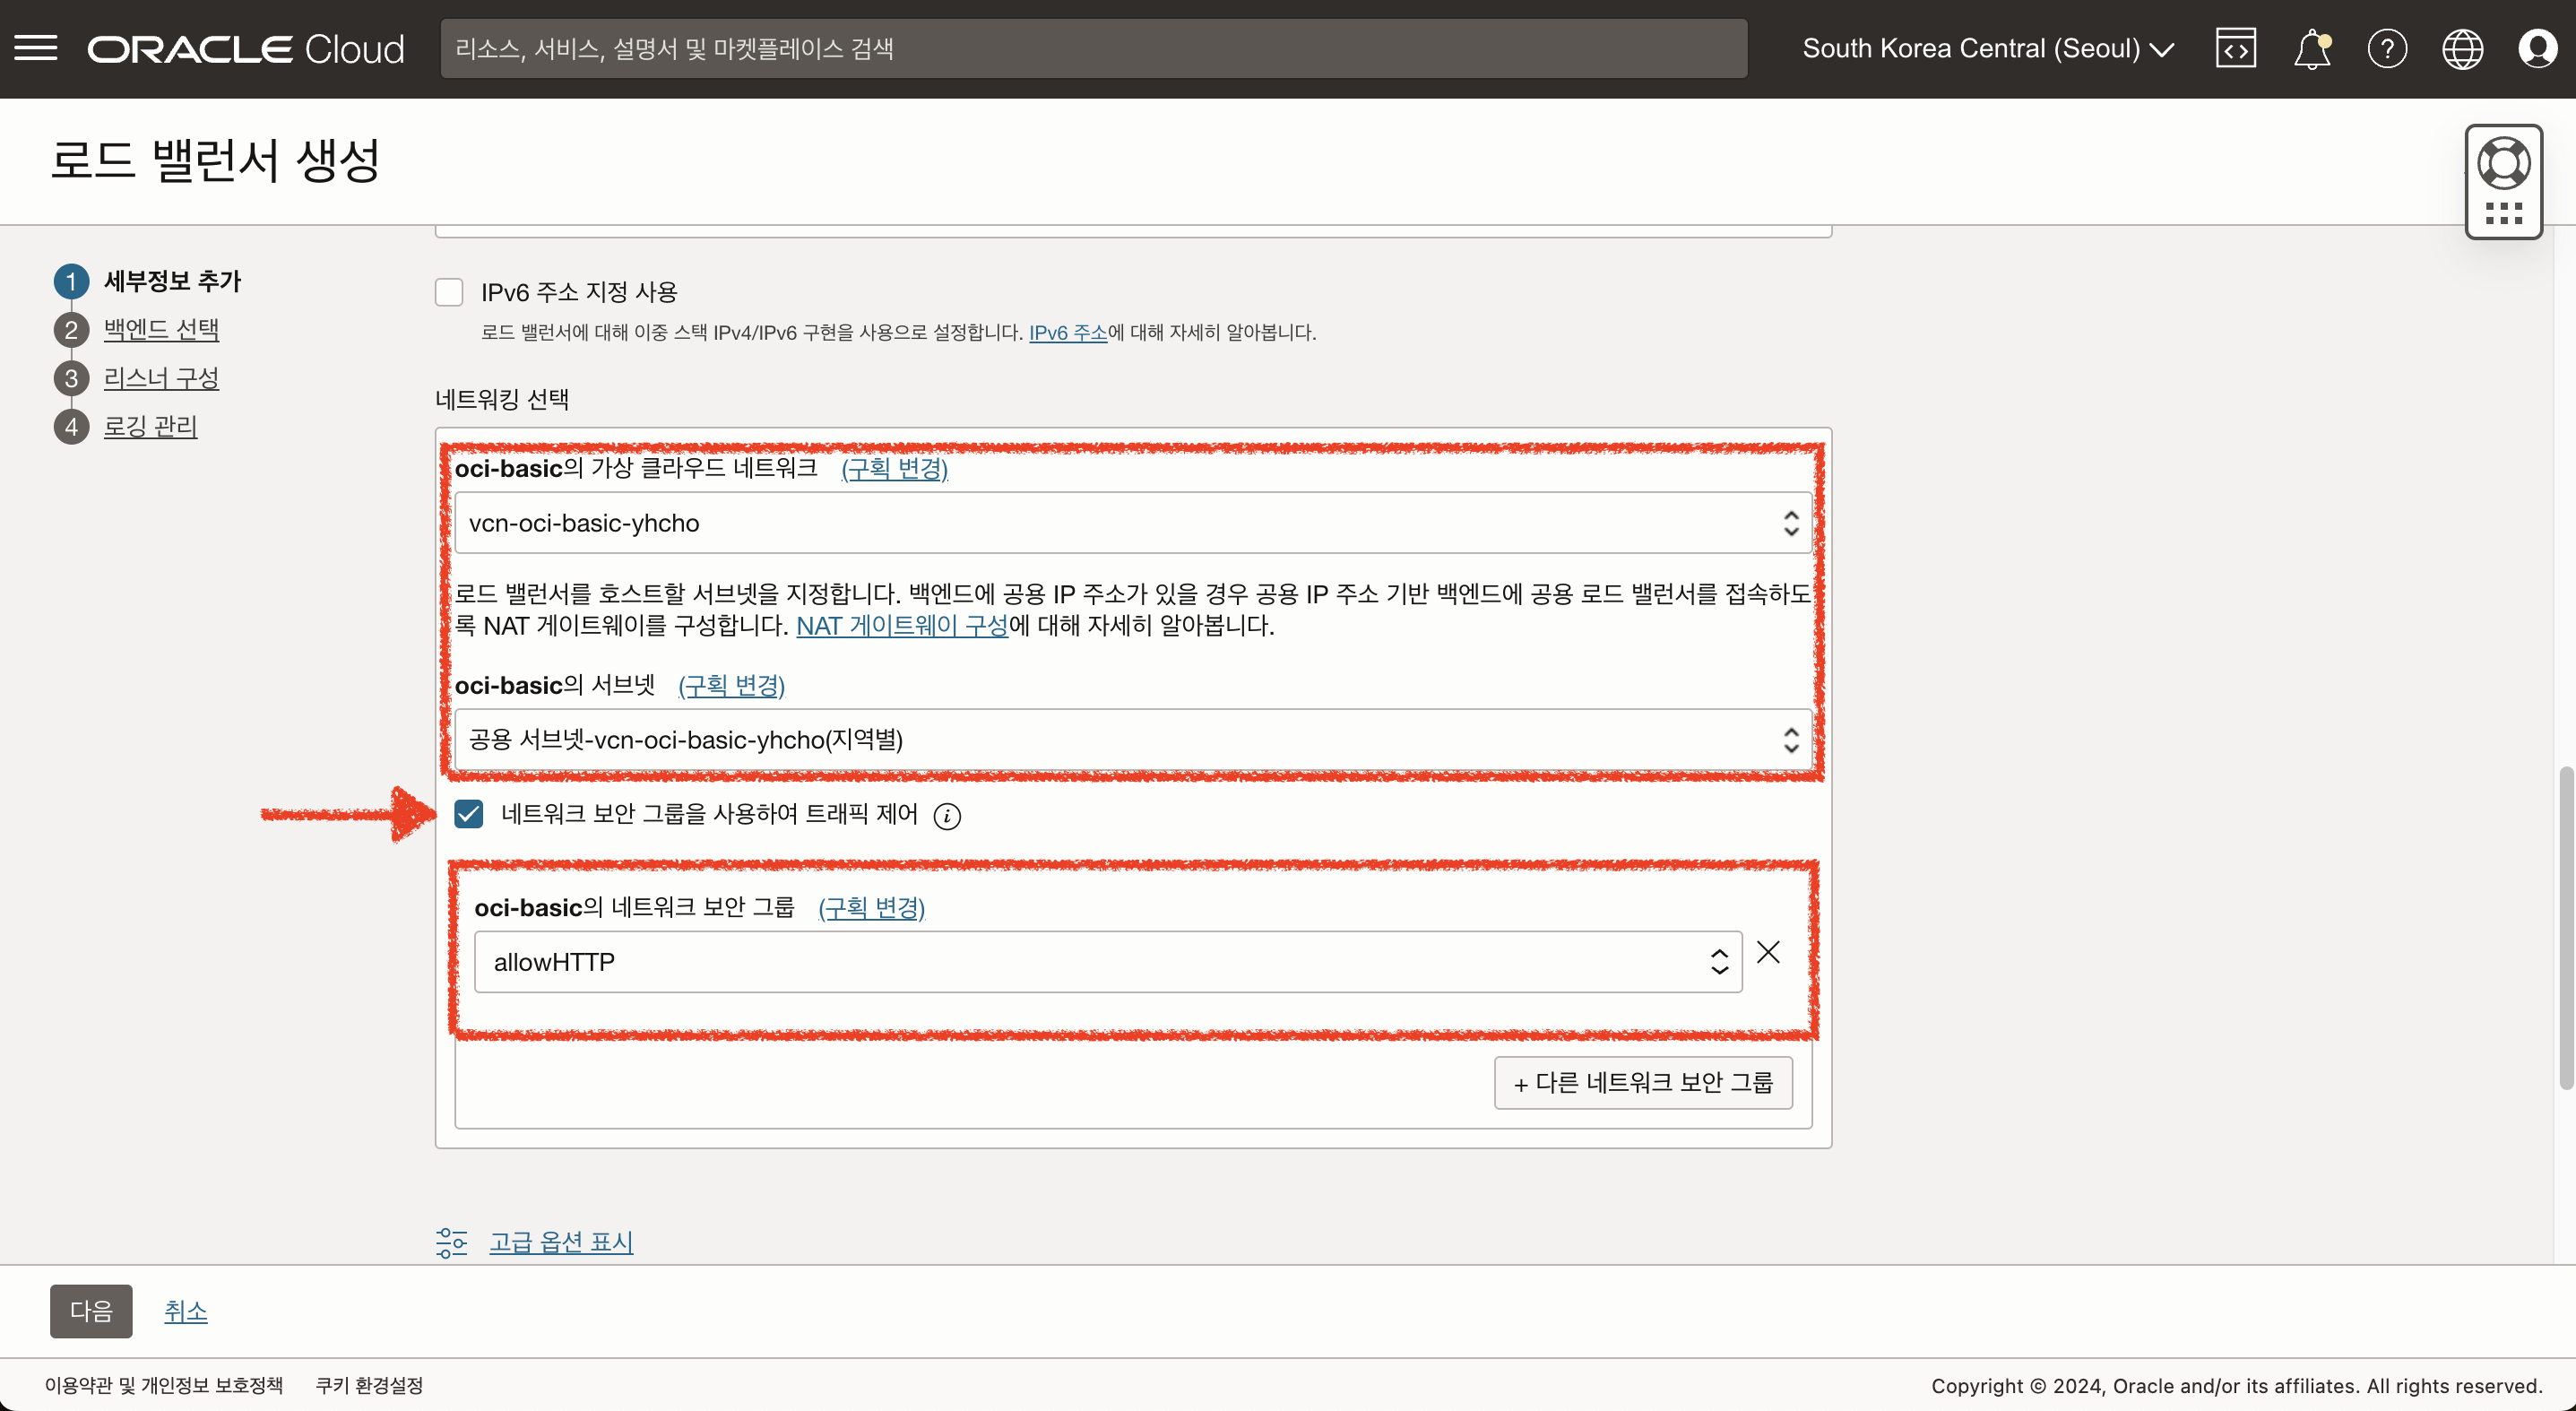 ORACLE Cloud
리소스, 서비스, 설명서 및 마켓플레이스 검색
South Korea Central (Seoul)
로드 밸런서 생성
1 세부정보 추가
2 백엔드 선택
3 리스너 구성
4 로깅 관리
IPv6 주소 지정 사용
로드 밸런서에 대해 이중 스택 IPv4/IPv6 구현을 사용으로 설정합니다. IPv6 주소에 대해 자세히 알아봅니다.
네트워킹 선택
oci-basic의 가상 클라우드 네트워크 (구획 변경)
vcn-oci-basic-yhcho
로드 밸런서를 호스트할 서브넷을 지정합니다. 백엔드에 공용 IP 주소가 있을 경우 공용 IP 주소 기반 백엔드에 공용 로드 밸런서를 접속하도
록 NAT 게이트웨이를 구성합니다. NAT 게이트웨이 구성에 대해 자세히 알아봅니다.
oci-basic의 서브넷 (구획 변경)
공용 서브넷-vcn-oci-basic-yhcho(지역별)
네트워크 보안 그룹을 사용하여 트래픽 제어
oci-basic의 네트워크 보안 그룹 (구획 변경)
allowHTTP
+ 다른 네트워크 보안 그룹
고급 옵션 표시
다음 취소
이용약관 및 개인정보 보호정책 쿠키 환경설정
Copyright © 2024, Oracle and/or its affiliates. All rights reserved.